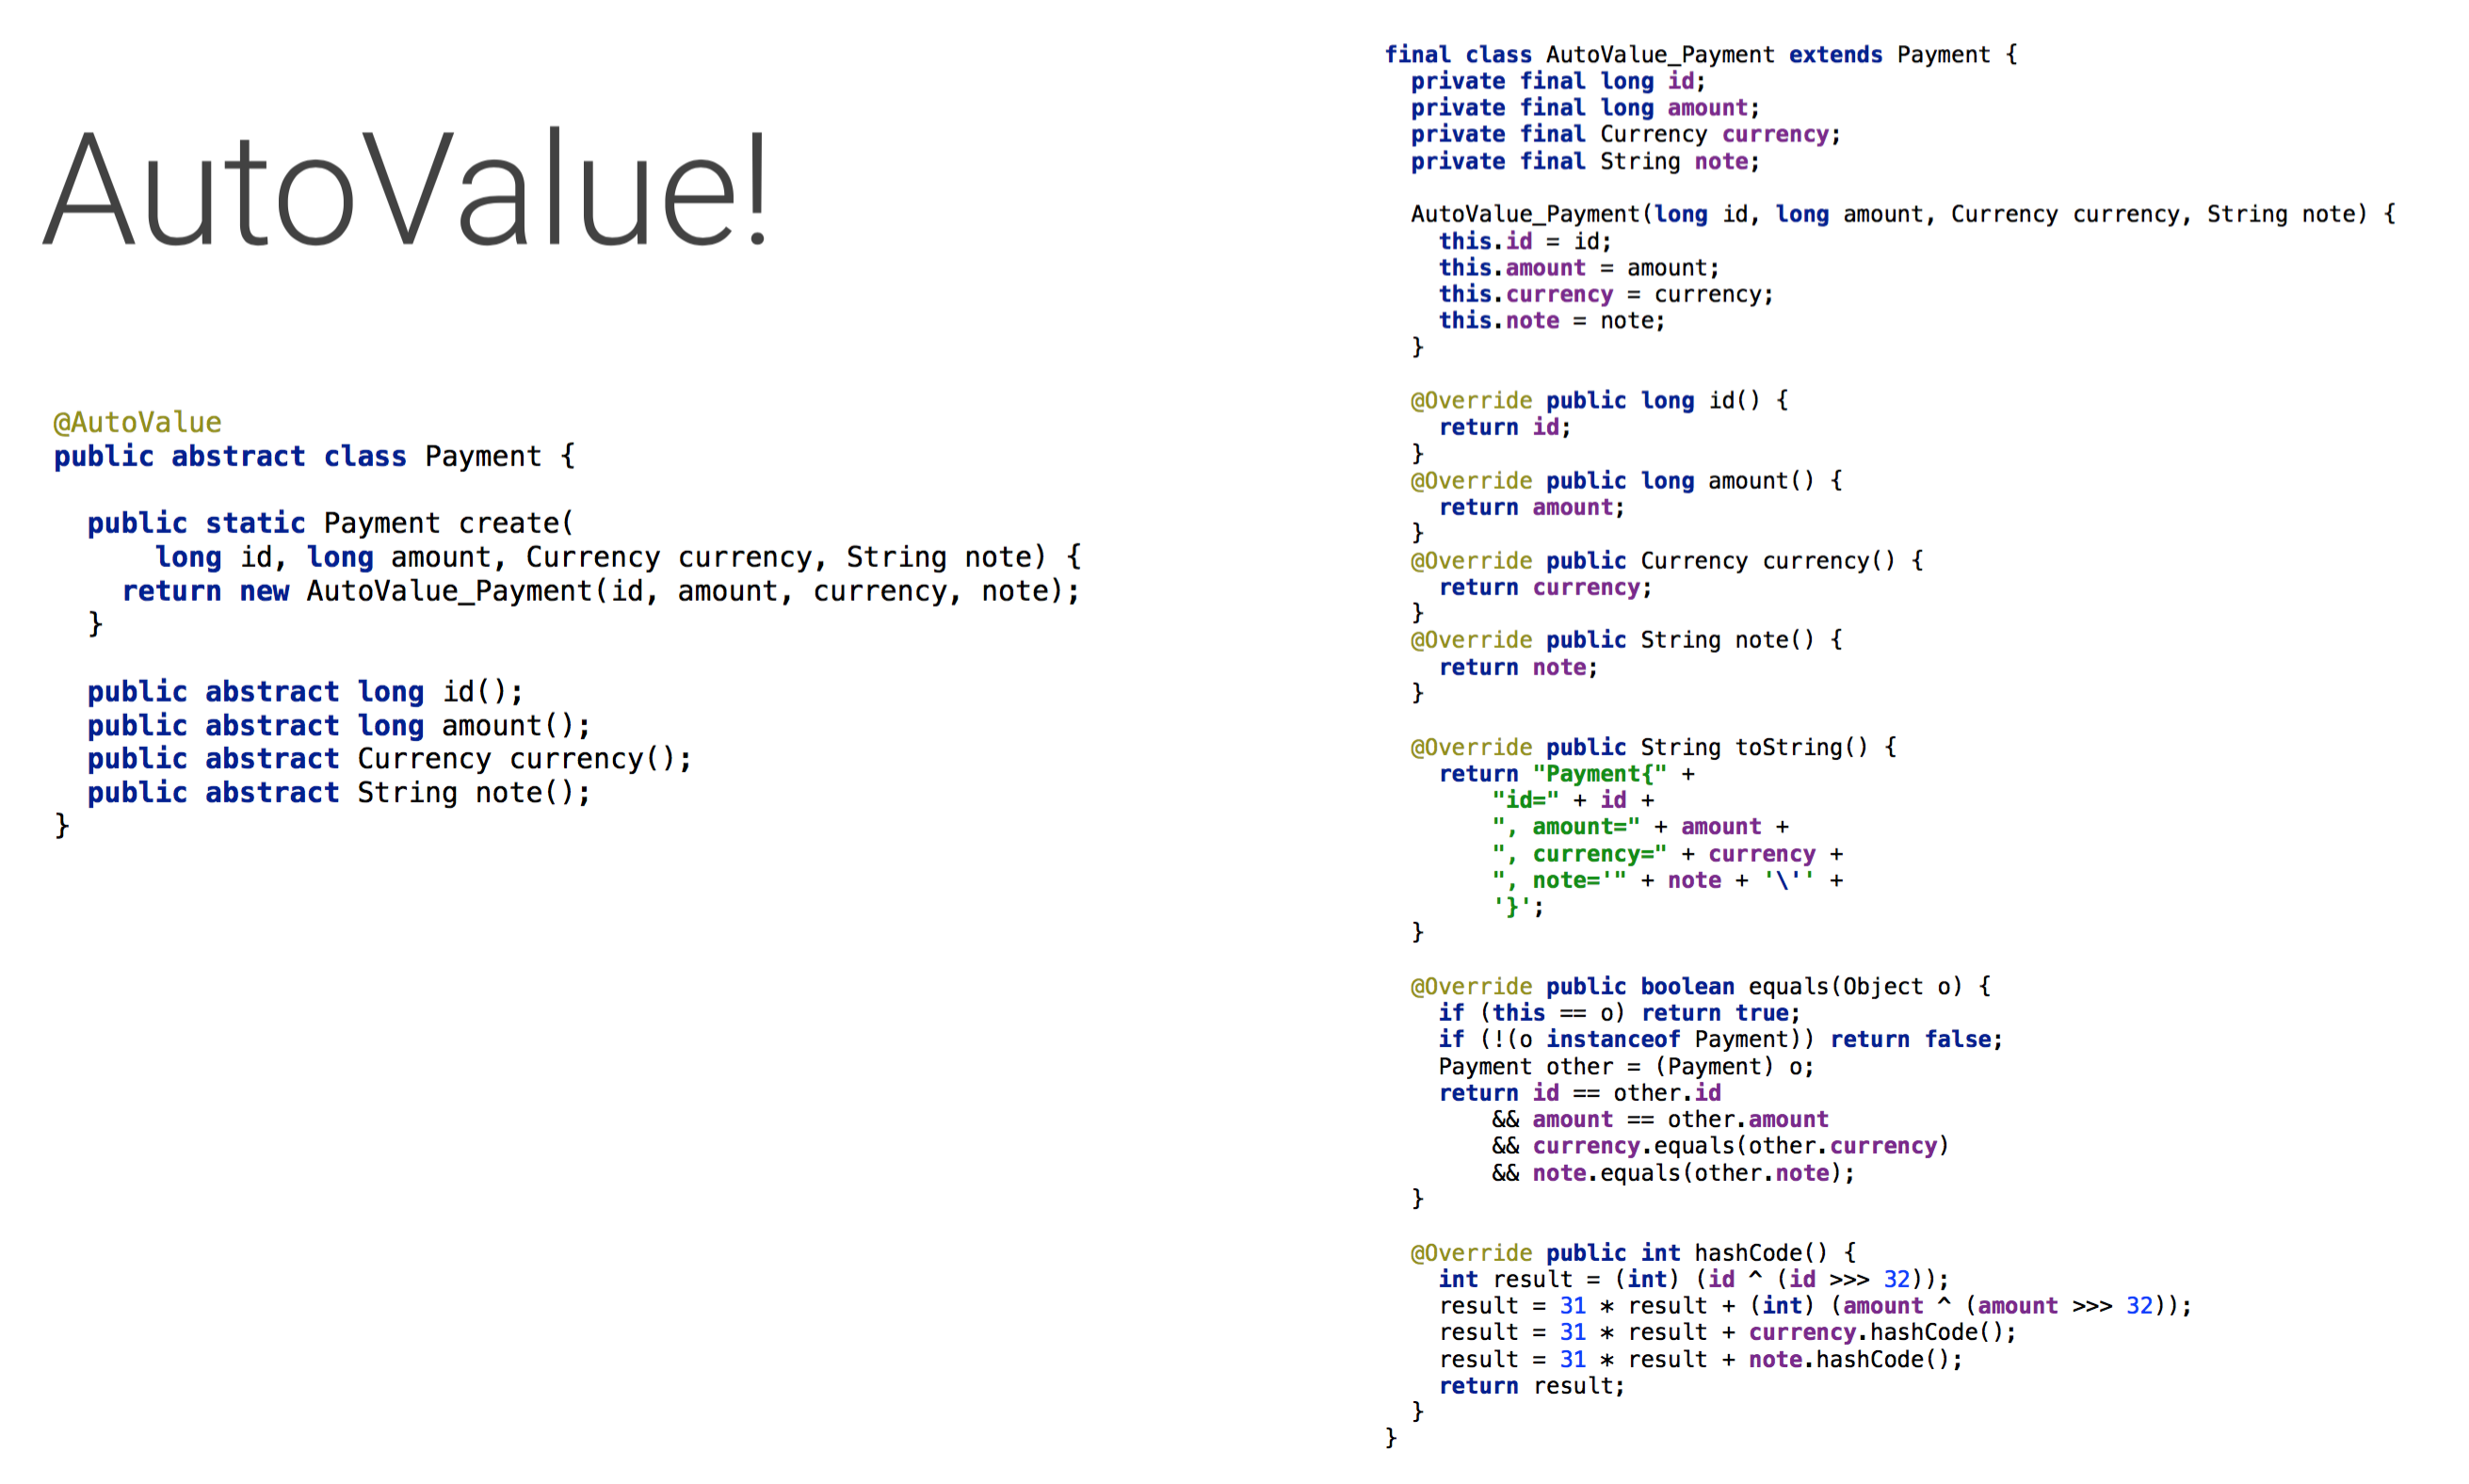 AutoValue!
@AutoValue
public abstract class Payment {
  public static Payment create(
      long id, long amount, Currency currency, String note) {
    return new AutoValue_Payment(id, amount, currency, note);
  }
  public abstract long id();
  public abstract long amount();
  public abstract Currency currency();
  public abstract String note();
}
final class AutoValue_Payment extends Payment {
  private final long id;
  private final long amount;
  private final Currency currency;
  private final String note;
  AutoValue_Payment(long id, long amount, Currency currency, String note) {
    this.id = id;
    this.amount = amount;
    this.currency = currency;
    this.note = note;
  }
  @Override public long id() {
    return id;
  }
  @Override public long amount() {
    return amount;
  }
  @Override public Currency currency() {
    return currency;
  }
  @Override public String note() {
    return note;
  }
  @Override public String toString() {
    return "Payment{" +
        "id=" + id +
        ", amount=" + amount +
        ", currency=" + currency +
        ", note='" + note + '\'' +
        '}';
  }
  @Override public boolean equals(Object o) {
    if (this == o) return true;
    if (!(o instanceof Payment)) return false;
    Payment other = (Payment) o;
    return id == other.id
        && amount == other.amount
        && currency.equals(other.currency)
        && note.equals(other.note);
  }
  @Override public int hashCode() {
    int result = (int) (id ^ (id >>> 32));
    result = 31 * result + (int) (amount ^ (amount >>> 32));
    result = 31 * result + currency.hashCode();
    result = 31 * result + note.hashCode();
    return result;
  }
}